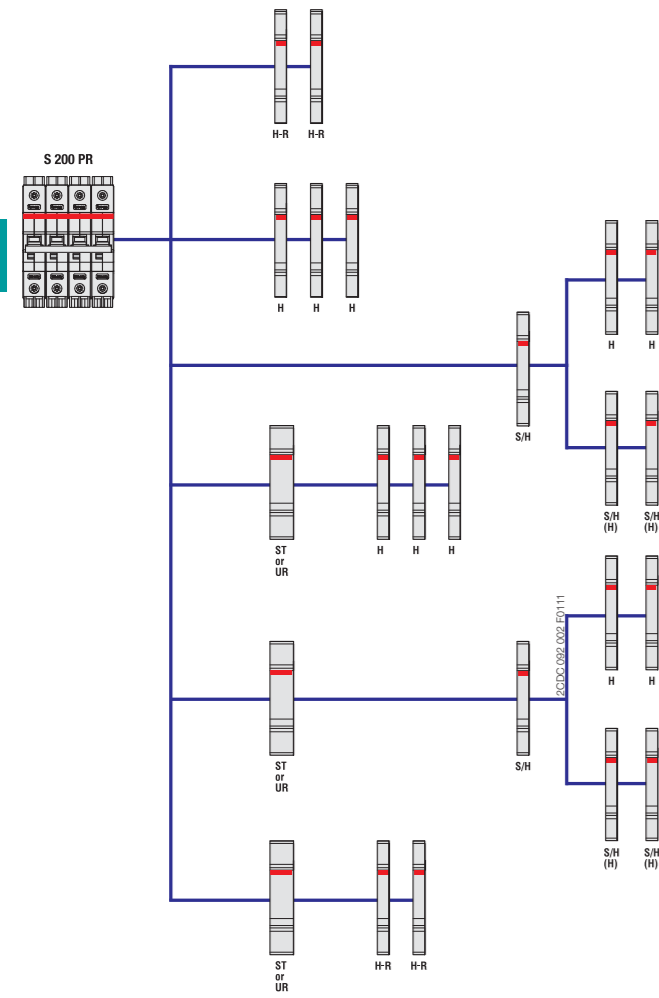 H-R H-R
S 200 PR
H H H
H H
S/H
S/H
(H)
S/H
(H)
ST
or
UR
H H H
2CDC 092 002 F0111
H H
ST
or
UR
S/H
S/H
(H)
S/H
(H)
ST
or
UR
H-R H-R